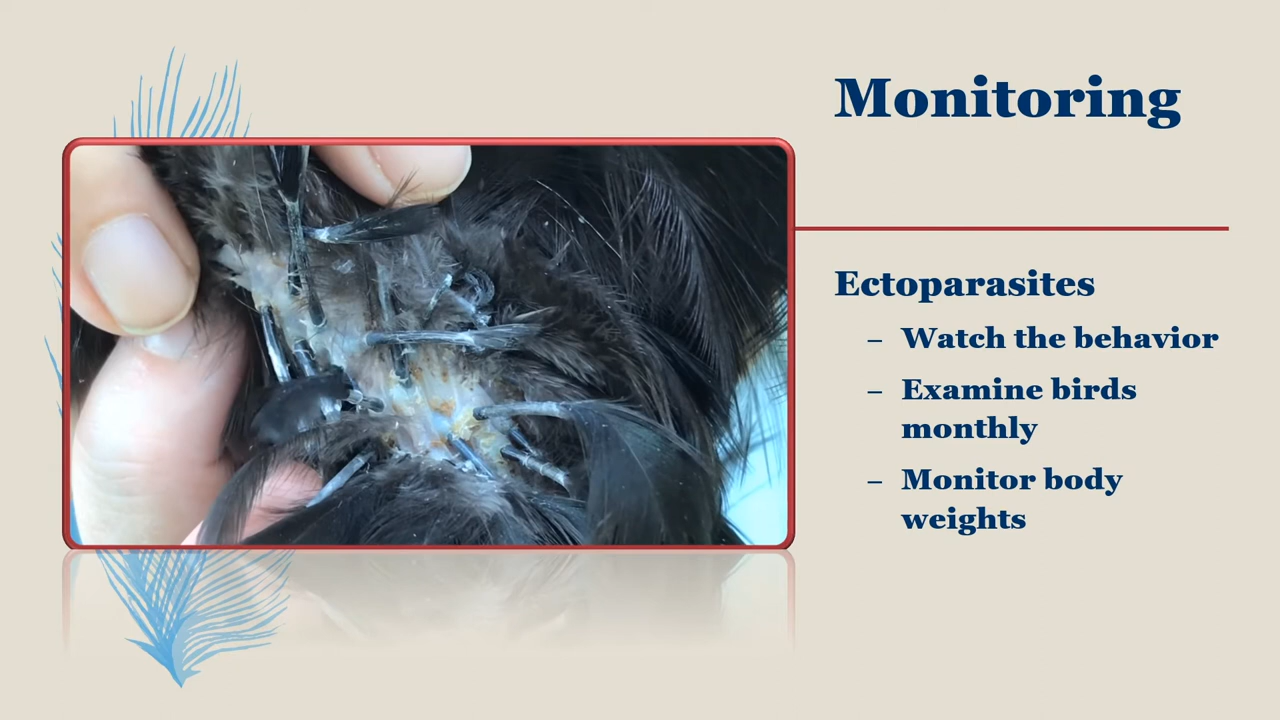 Monitoring
Ectoparasites
– Watch the behavior
– Examine birds
monthly
– Monitor body
weights